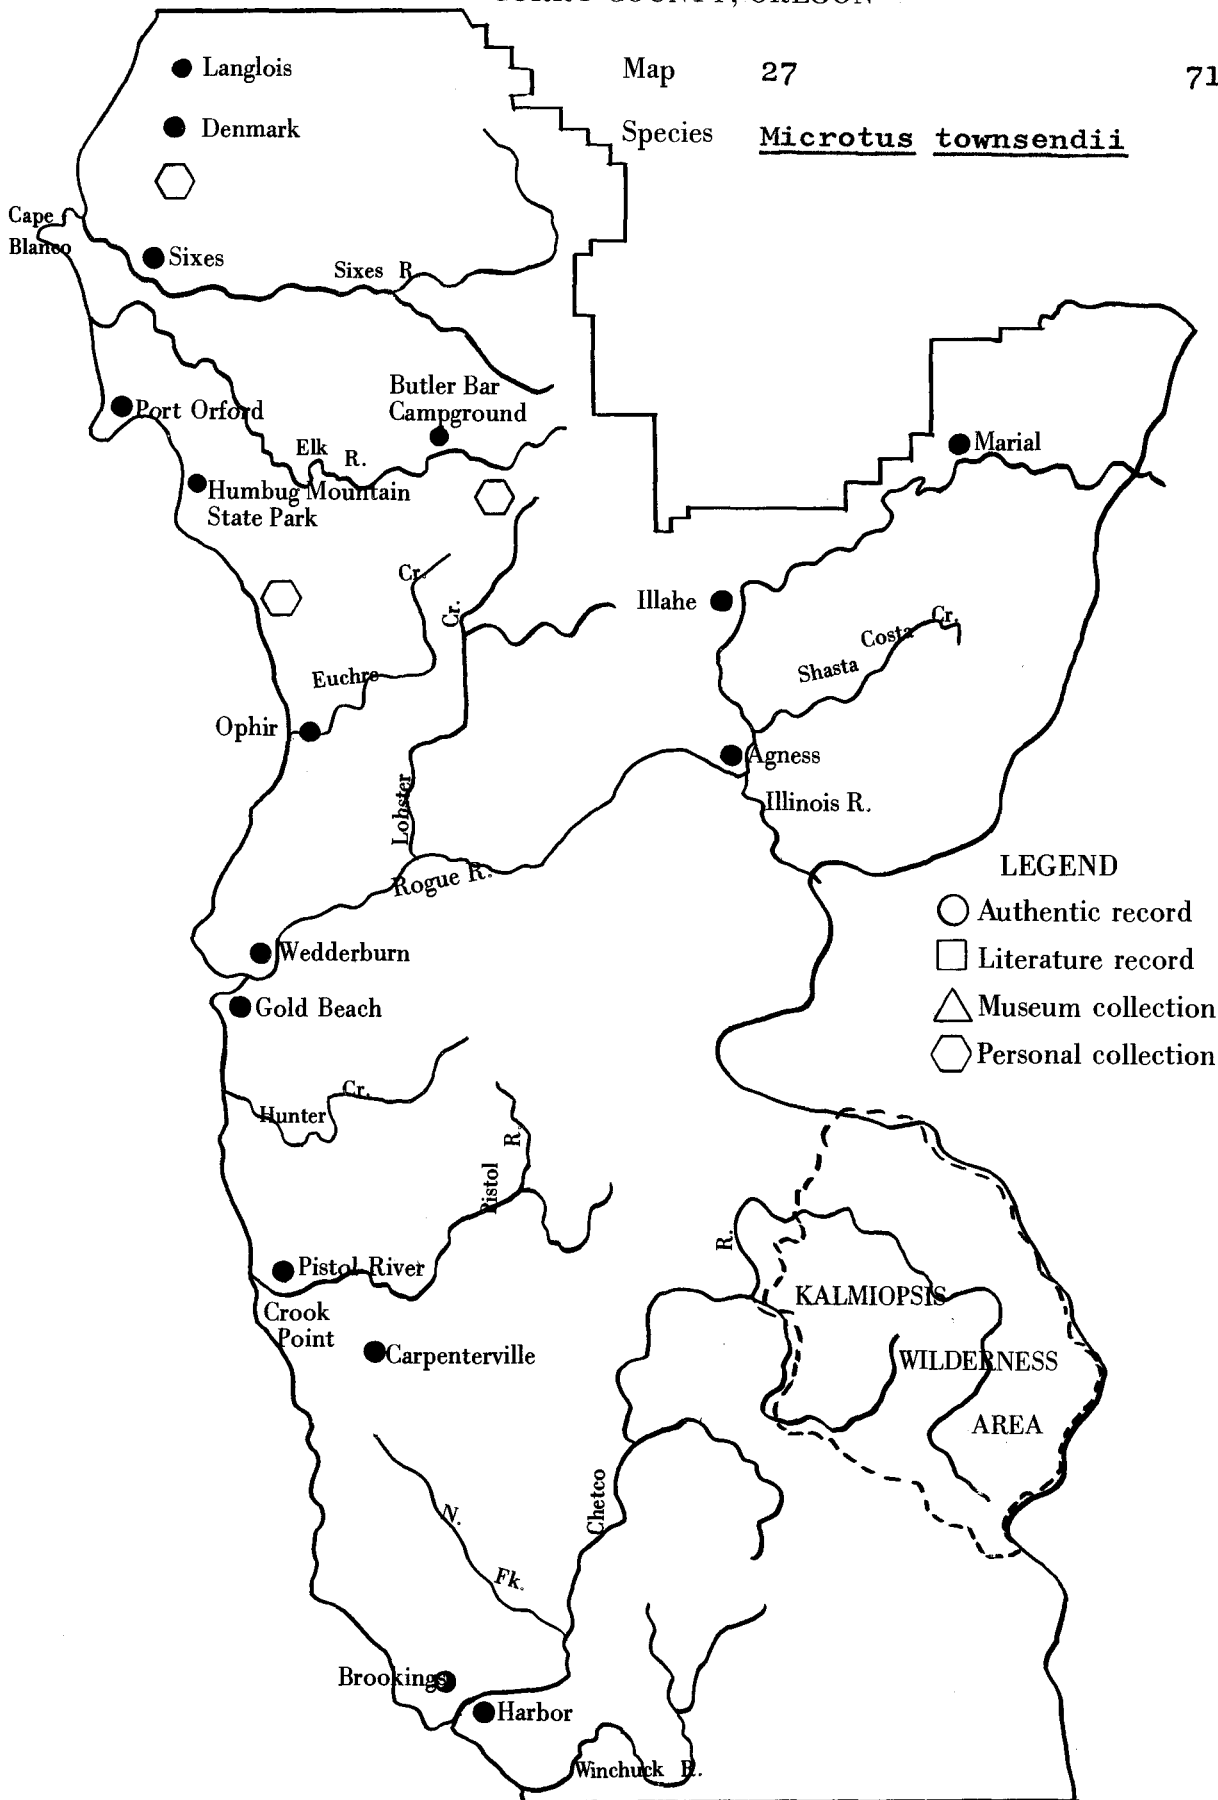 COUNTY, OREGON
Map 27 71
Species Microtus townsendii
Langlois
Denmark
Cape
Blanco
Sixes
Sixes R.
Port Orford
Butler Bar
Campground
Elk R.
Humbug Mountain
State Park
Marial
Illahe
Cr.
Cr.
Euchre
Shasta Costa Cr.
Ophir
Agness
Lobster
Illinois R.
Rogue R.
LEGEND
Authentic record
Literature record
Museum collection
Personal collection
Wedderburn
Gold Beach
Hunter Cr.
Pistol R.
Pistol River
Crook
Point
Carpenterville
R.
KALMIOPSIS
WILDERNESS
AREA
Chetco
N.
Fk.
Brookings
Harbor
Winchuck R.